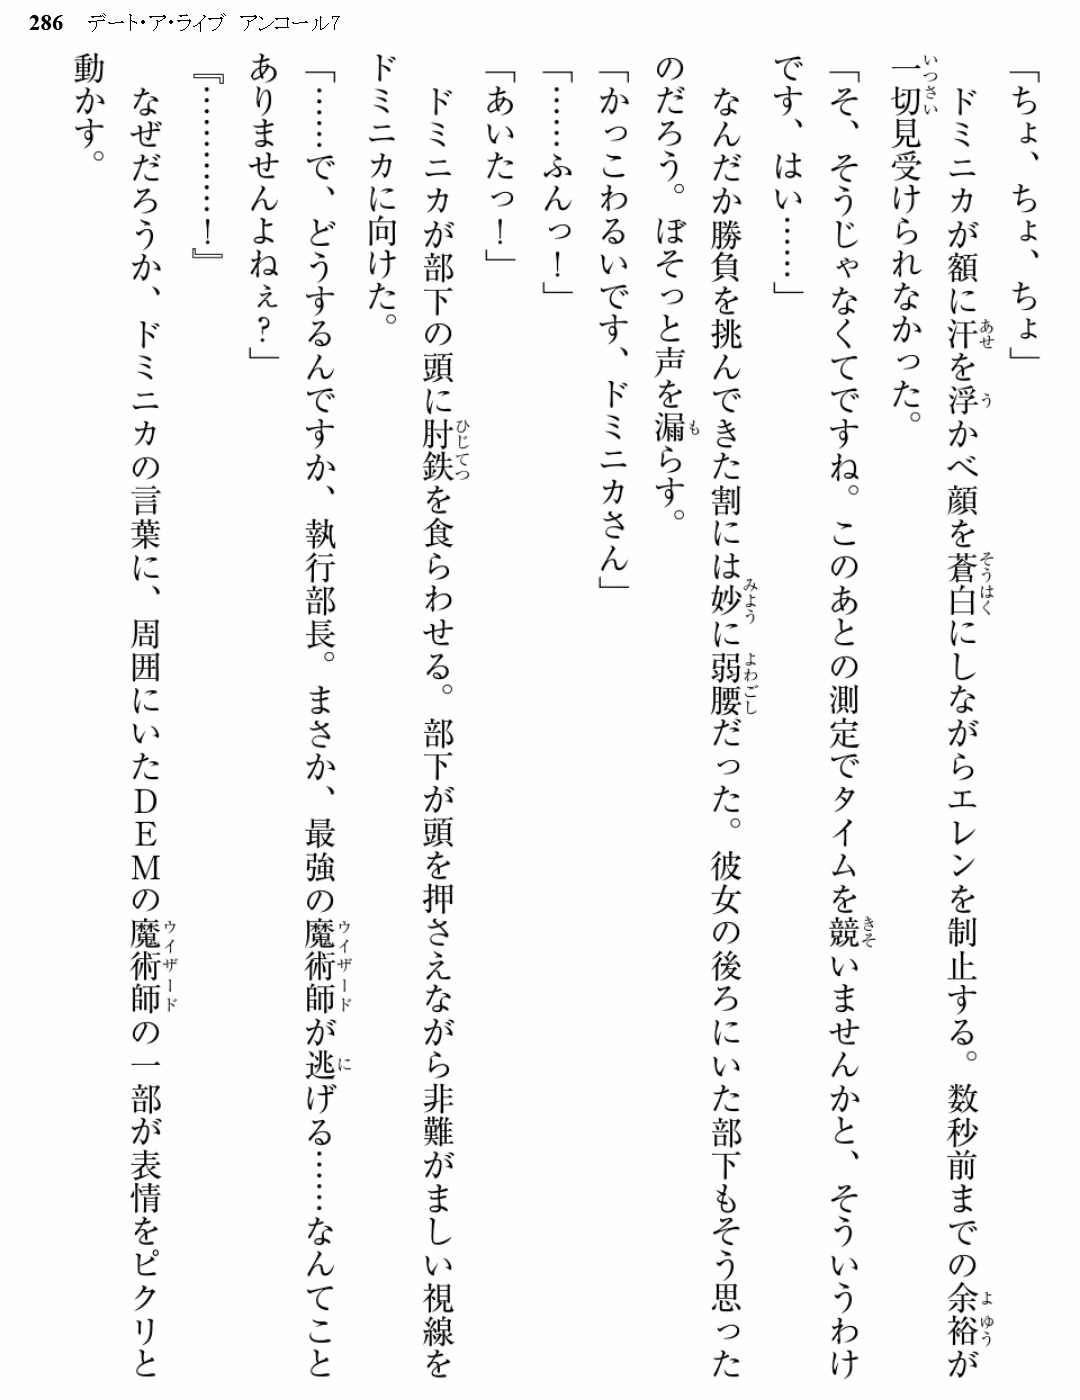 286 デート・ア・ライブ アンコール7
「ちょ、ちょ、ちょ」
ドミニカが額に汗を浮かべ顔を蒼白にしながらエレンを制止する。数秒前までの余裕が
一切見受けられなかった。
「そ、そうじゃなくてですね。このあとの測定でタイムを競いませんかと、そういうわけ
です、はい……」
なんだか勝負を挑んできた割には妙に弱腰だった。彼女の後ろにいた部下もそう思った
のだろう。ぼそっと声を漏らす。
「かっこわるいです、ドミニカさん」
「……ふんっ！」
「あいたっ！」
ドミニカが部下の頭に肘鉄を食らわせる。部下が頭を押さえながら非難がましい視線を
ドミニカに向けた。
「……で、どうするんですか、執行部長。まさか、最強の魔術師が逃げる……なんてこと
ありませんよねぇ？」
『…………！』
なぜだろうか、ドミニカの言葉に、周囲にいたＤＥＭの魔術師の一部が表情をピクリと
動かす。